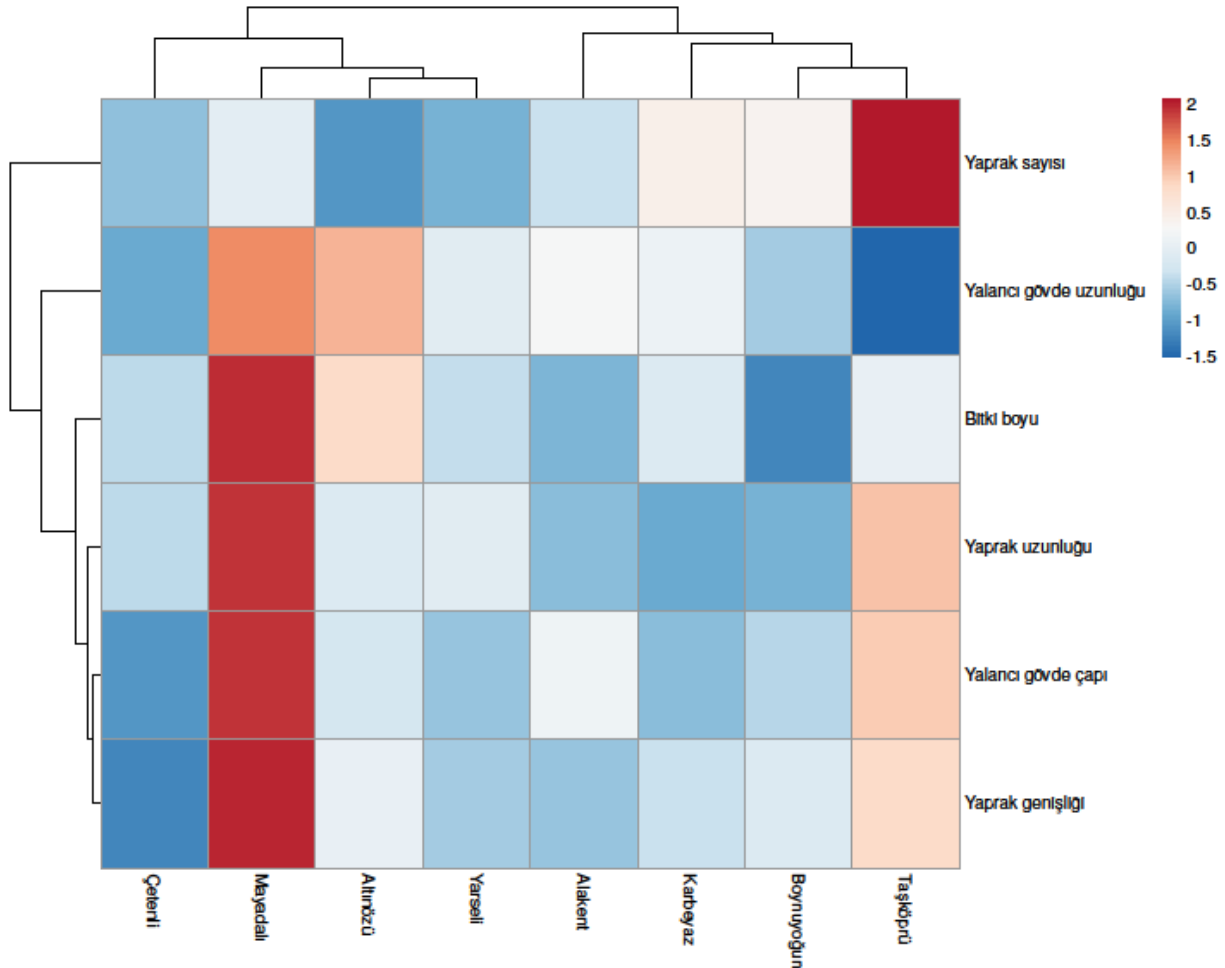 Yaprak sayısı
Yalancı gövde uzunluğu
Bitki boyu
Yaprak uzunluğu
Yalancı gövde çapı
Yaprak genişliği
2
1.5
1
0.5
0
-0.5
-1
-1.5
Çetenli
Mayadalı
Altınözü
Yarseli
Alakent
Karbeyaz
Boynuyoğun
Taşköprü